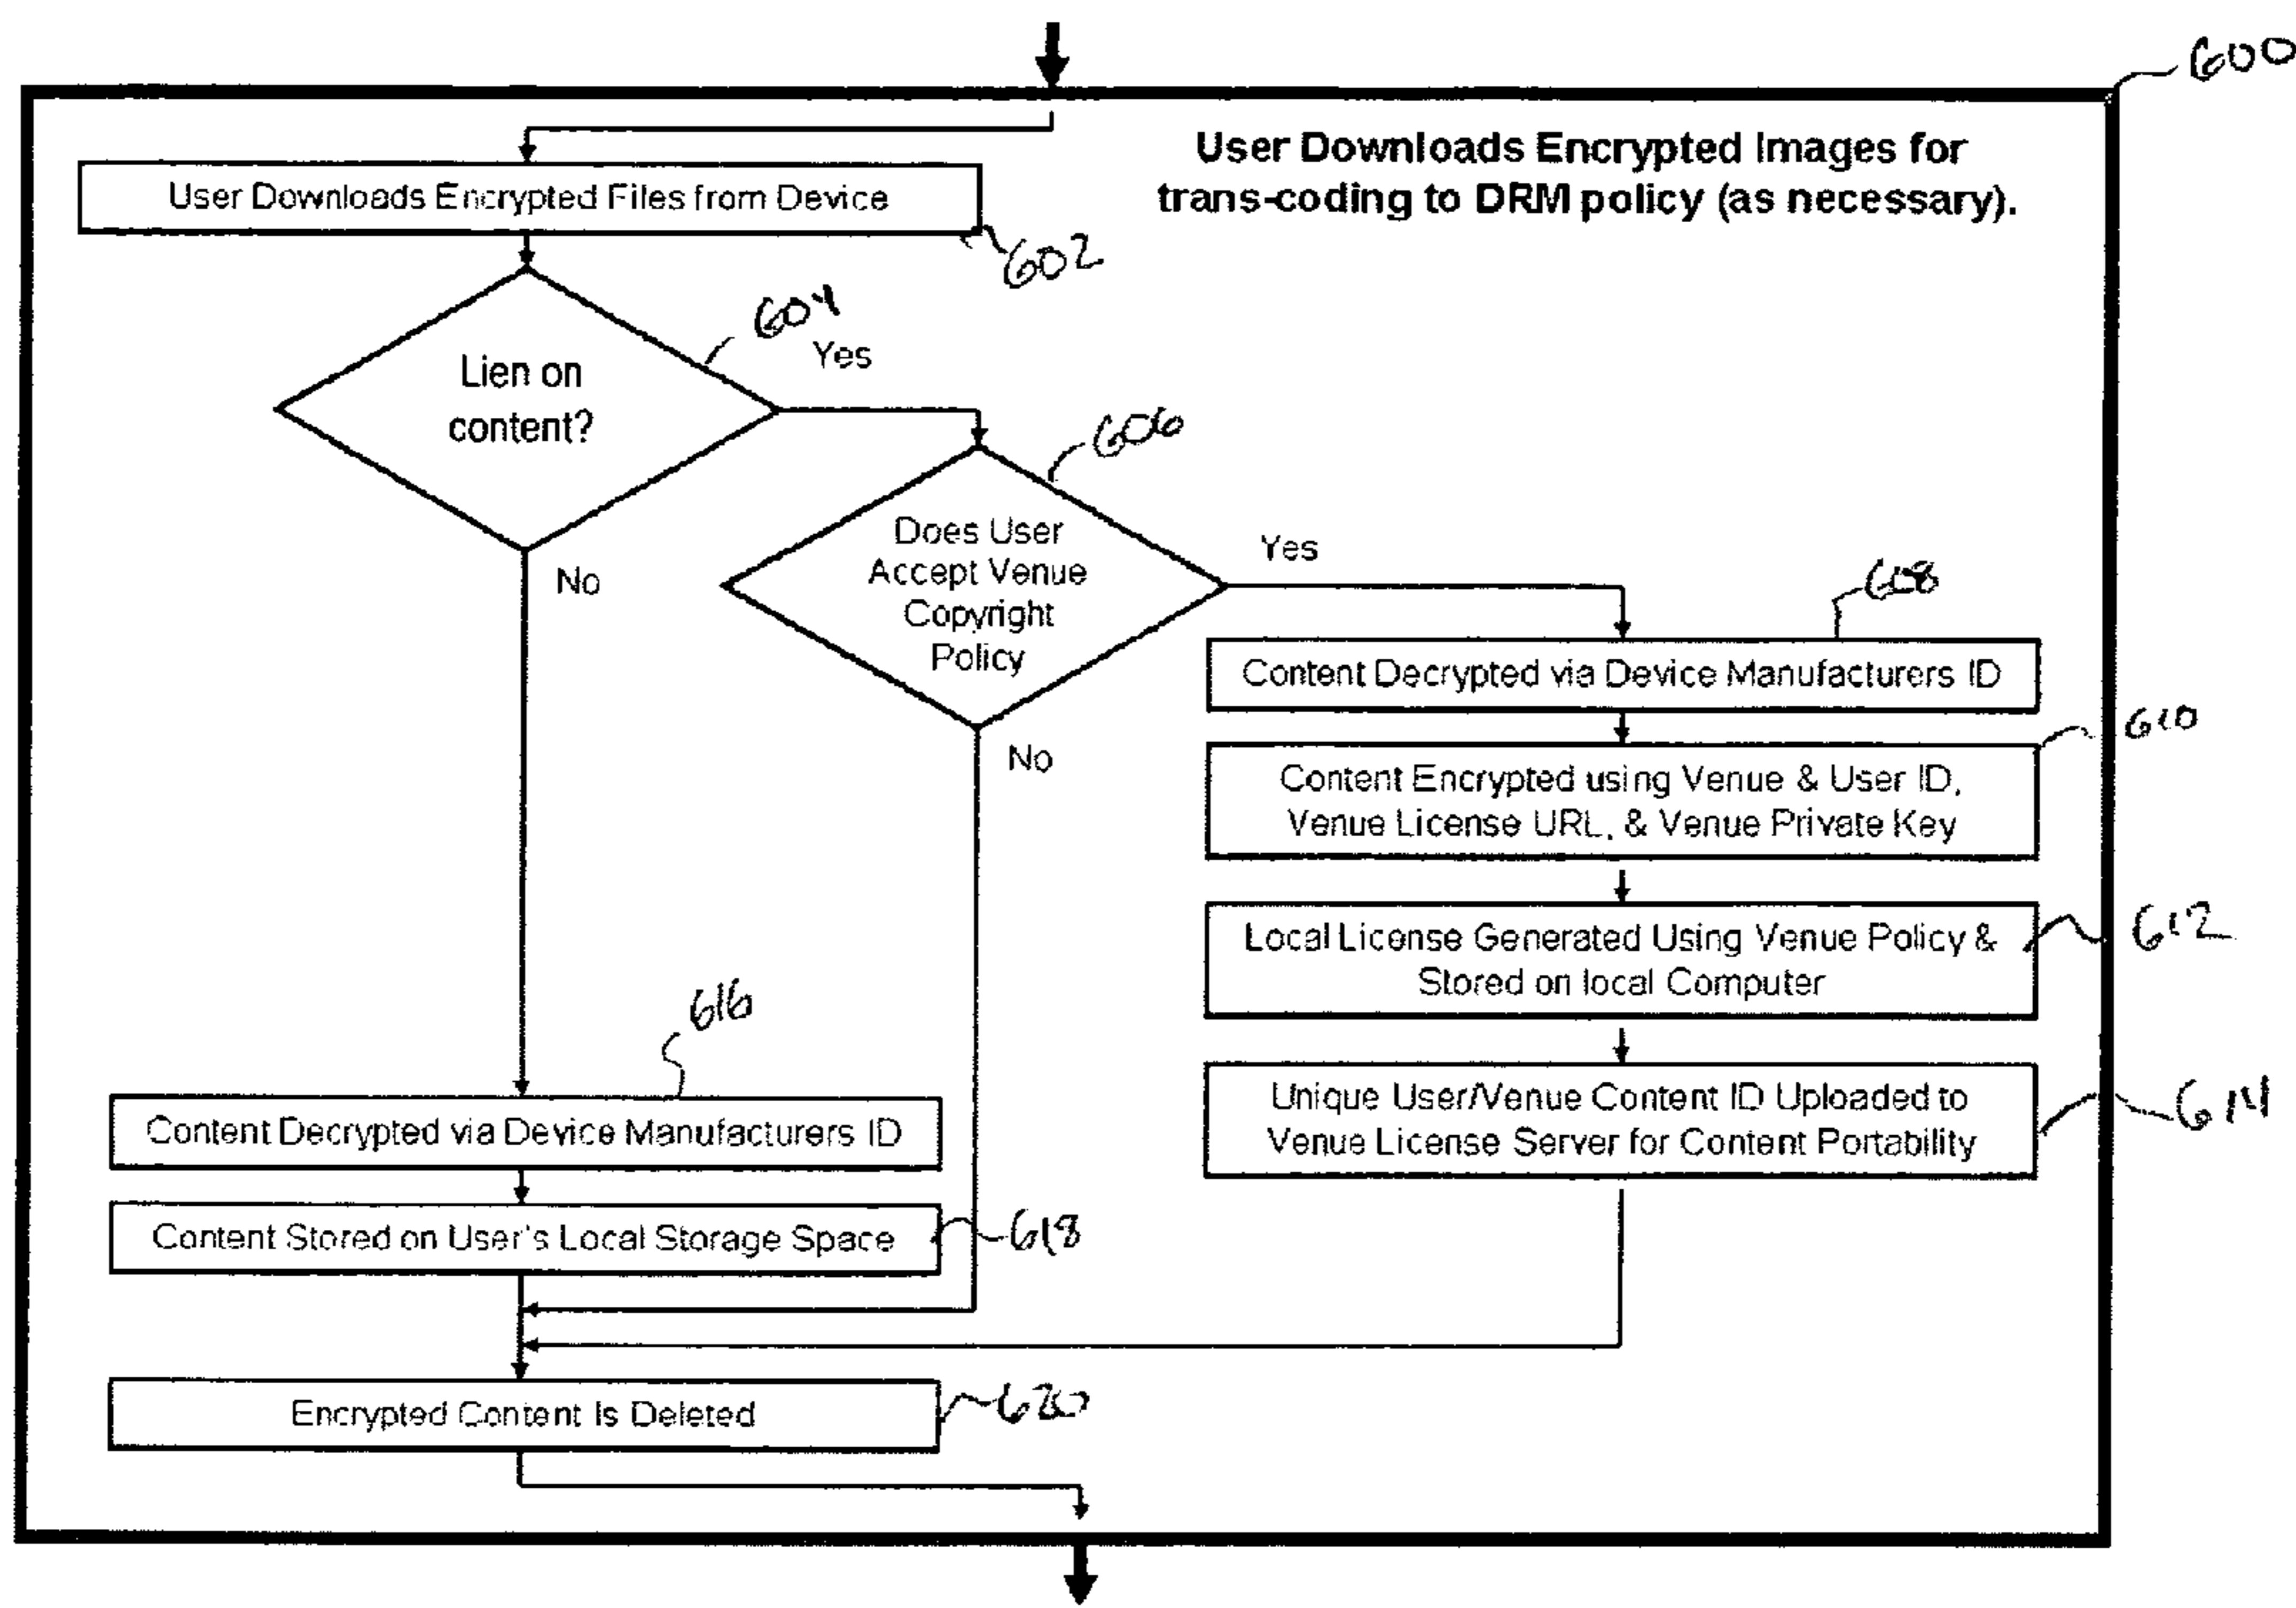 600
User Downloads Encrypted Images for
trans-coding to DRM policy (as necessary).
User Downloads Encrypted Files from Device
602
Lien on
content?
604
Yes
No
606
Does User
Accept Venue
Copyright
Policy
Yes
No
608
Content Decrypted via Device Manufacturers ID
610
Content Encrypted using Venue & User ID,
Venue License URL, & Venue Private Key
612
Local License Generated Using Venue Policy &
Stored on local Computer
614
Unique User/Venue Content ID Uploaded to
Venue License Server for Content Portability
616
Content Decrypted via Device Manufacturers ID
Content Stored on User's Local Storage Space
618
Encrypted Content Is Deleted
620